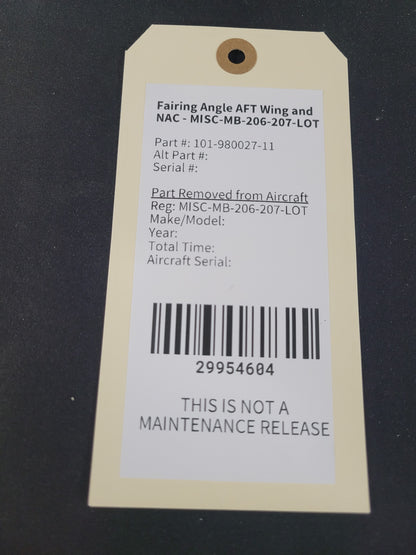 Fairing Angle AFT Wing and
NAC - MISC-MB-206-207-LOT
Part #: 101-980027-11
Alt Part #:
Serial #:
Part Removed from Aircraft
Reg: MISC-MB-206-207-LOT
Make/Model:
Year:
Total Time:
Aircraft Serial:
29954604
THIS IS NOT A
MAINTENANCE RELEASE